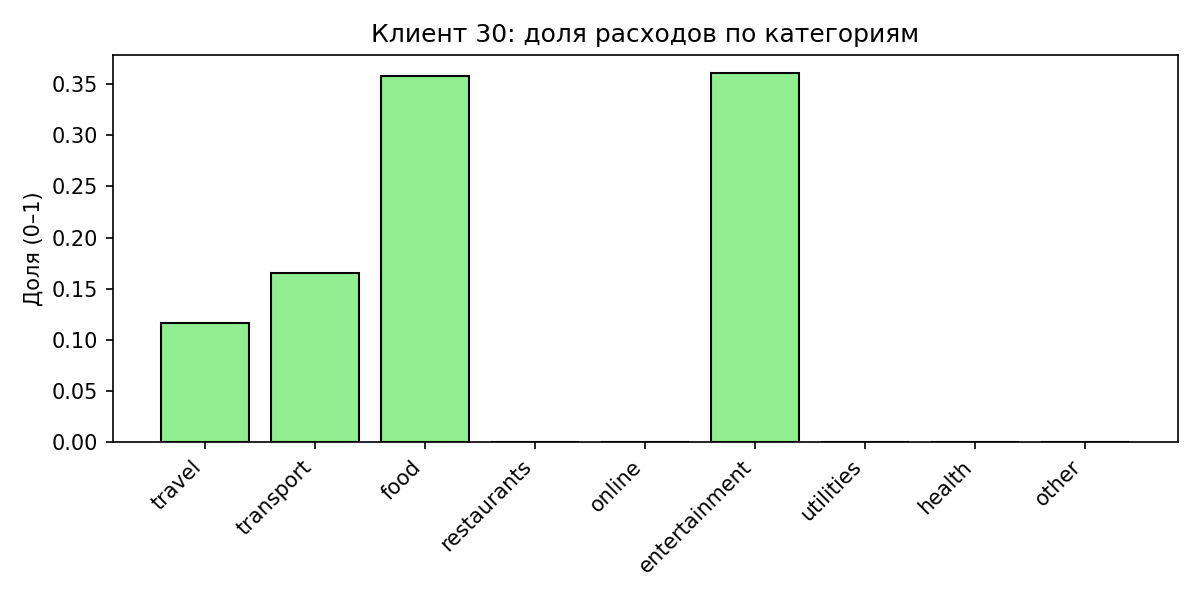 Клиент 30: доля расходов по категориям
Доля (0–1)
0.35
0.30
0.25
0.20
0.15
0.10
0.05
0.00
travel
transport
food
restaurants
online
entertainment
utilities
health
other